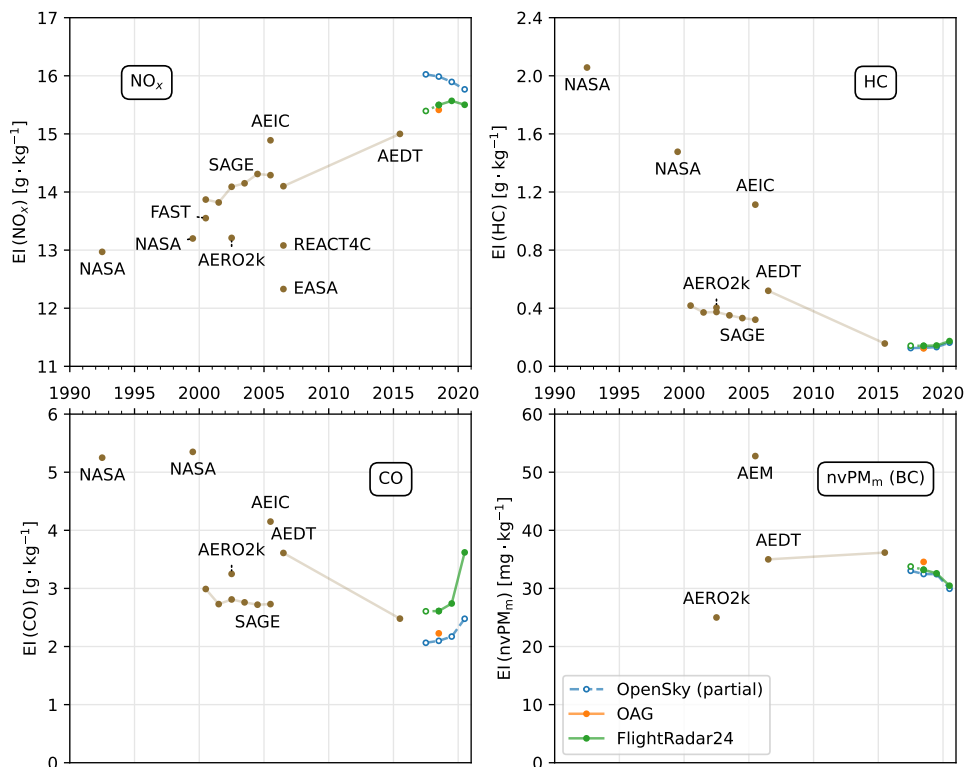 17
16
15
14
13
12
11
EI (NOₓ) [g · kg⁻¹]
NOₓ
AEIC
SAGE
AEDT
FAST
NASA
AERO2k
REACT4C
NASA
EASA
1990 1995 2000 2005 2010 2015 2020
2.4
2.0
1.6
1.2
0.8
0.4
0.0
EI (HC) [g · kg⁻¹]
HC
NASA
NASA
AEIC
AEDT
AERO2k
SAGE
1990 1995 2000 2005 2010 2015 2020
6
5
4
3
2
1
0
EI (CO) [g · kg⁻¹]
CO
NASA
NASA
AEIC
AEDT
AERO2k
SAGE
60
50
40
30
20
10
0
EI (nvPMₘ) [mg · kg⁻¹]
nvPMₘ (BC)
AEM
AEDT
AERO2k
OpenSky (partial)
OAG
FlightRadar24